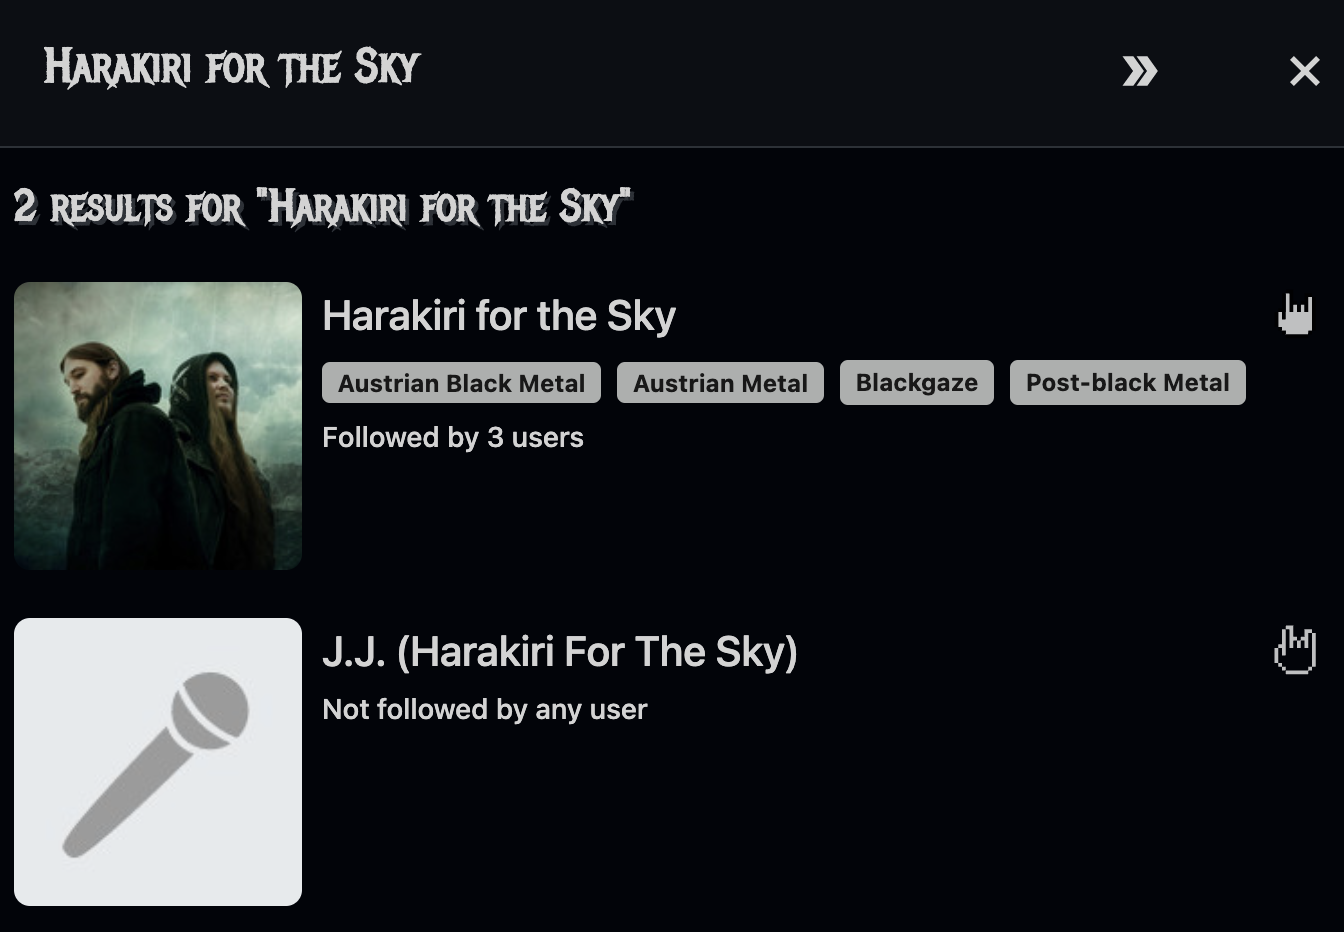 Harakiri for the Sky
2 results for "Harakiri for the Sky"
Harakiri for the Sky
Austrian Black Metal Austrian Metal Blackgaze Post-black Metal
Followed by 3 users
J.J. (Harakiri For The Sky)
Not followed by any user